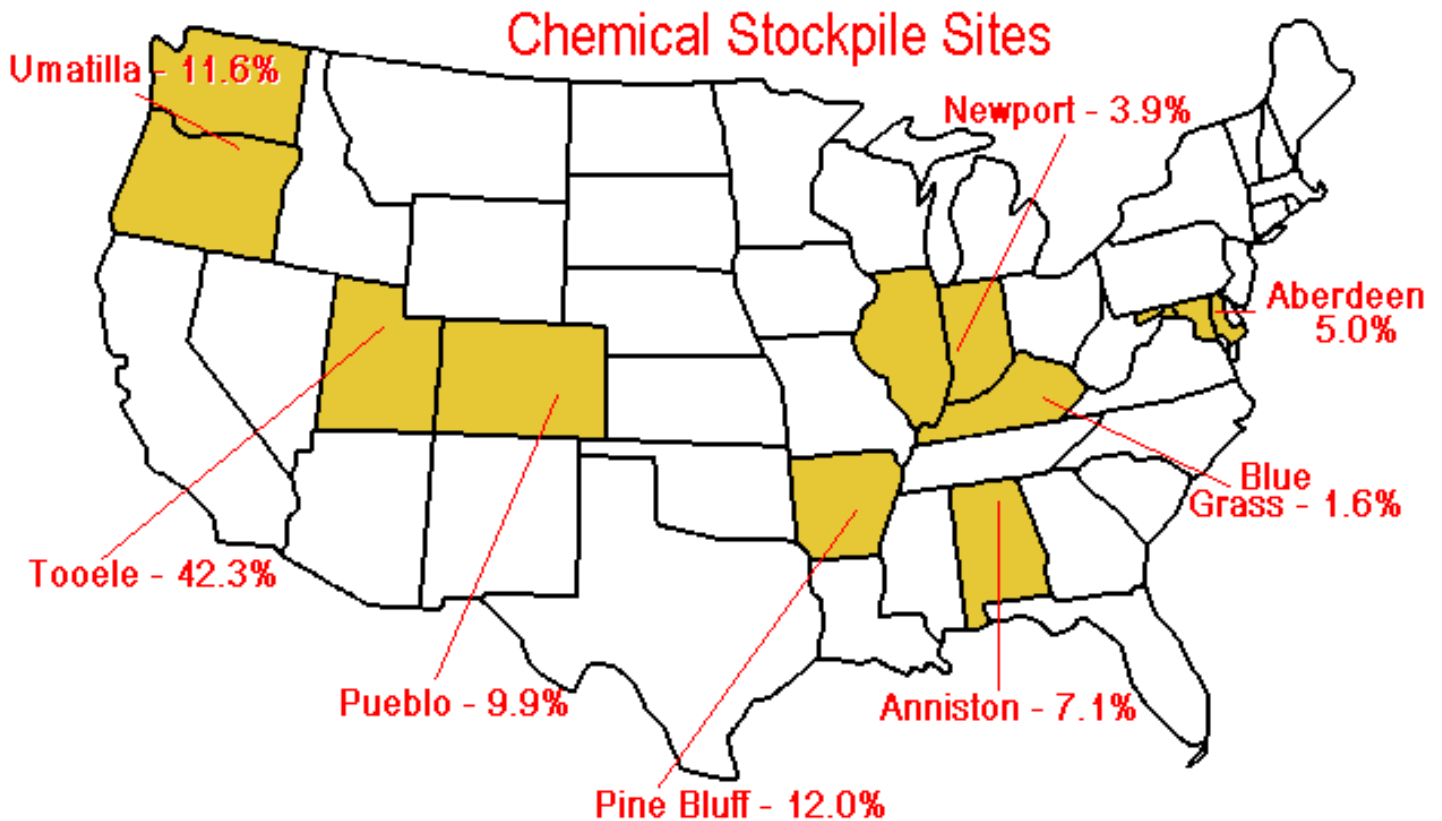 Chemical Stockpile Sites
Umatilla - 11.6%
Newport - 3.9%
Aberdeen
5.0%
Blue
Grass - 1.6%
Tooele - 42.3%
Pueblo - 9.9%
Anniston - 7.1%
Pine Bluff - 12.0%